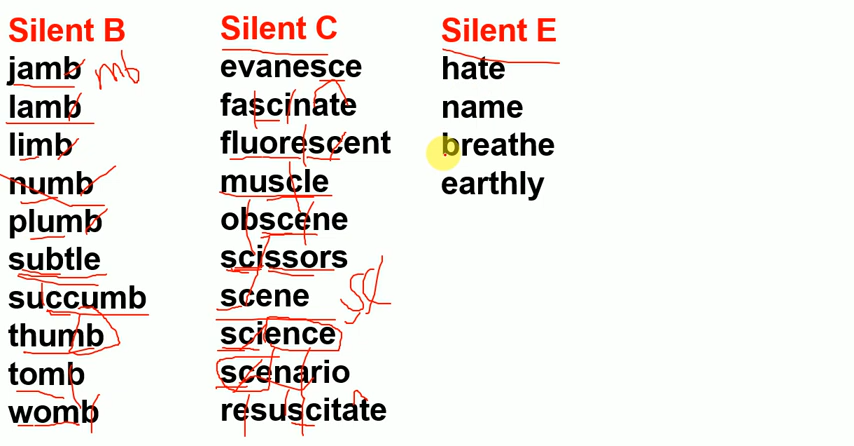 Silent B
jamb mb
lamb
limb
numb
plumb
subtle
succumb
thumb
tomb
womb
Silent C
evanesce
fascinate
fluorescent
muscle
obscene
scissors
scene
science
scenario
resuscitate
Silent E
hate
name
breathe
earthly